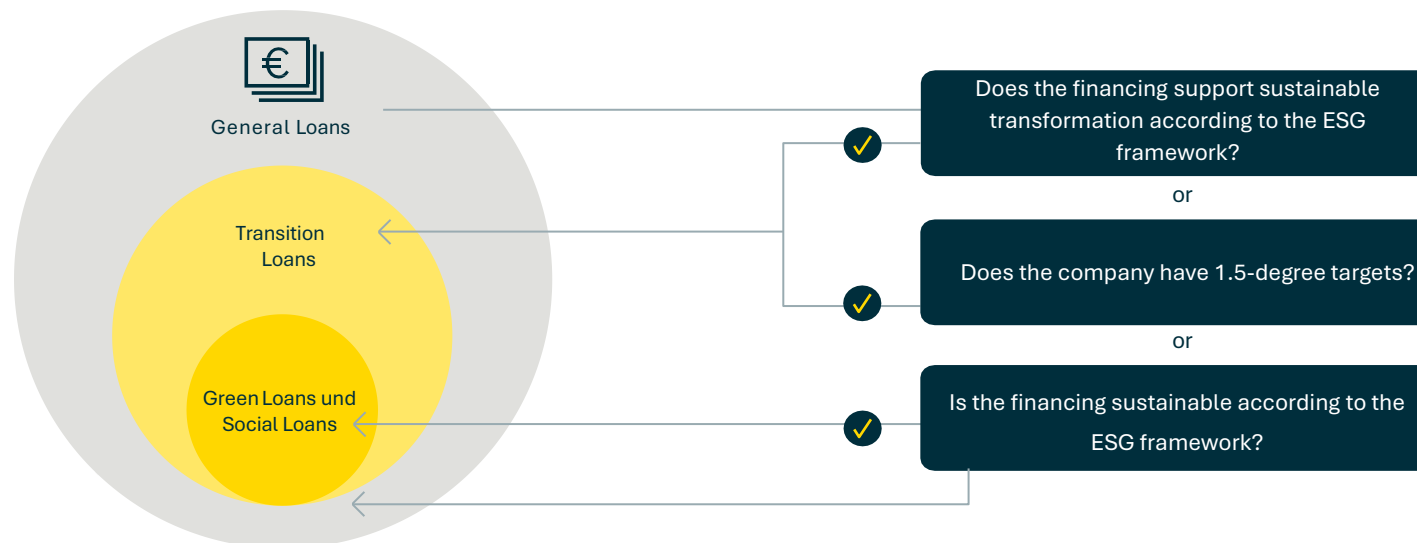 €
General Loans
Transition
Loans
Green Loans und
Social Loans
Does the financing support sustainable
transformation according to the ESG
framework?
or
Does the company have 1.5-degree targets?
or
Is the financing sustainable according to the
ESG framework?